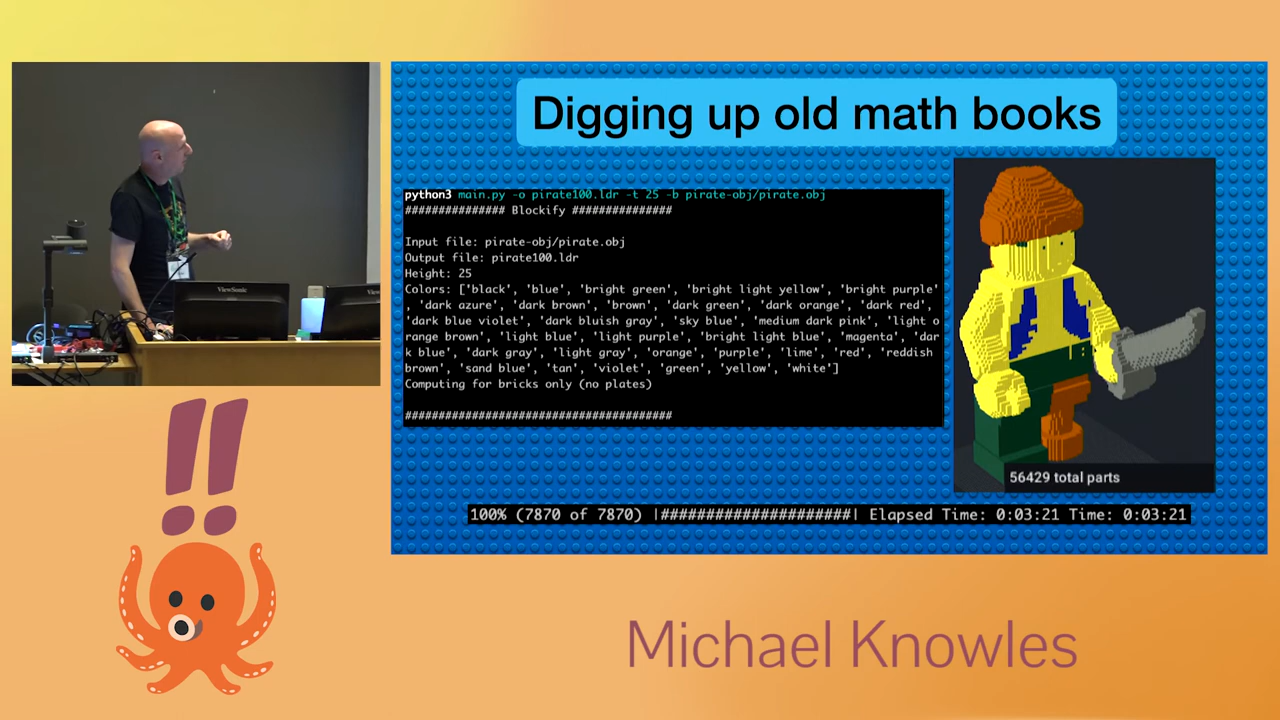 Digging up old math books
python3 main.py -o pirate100.ldr -t 25 -b pirate-obj/pirate.obj
############### Blockify ###############
Input file: pirate-obj/pirate.obj
Output file: pirate100.ldr
Height: 25
Colors: ['black', 'blue', 'bright green', 'bright light yellow', 'bright purple'
, 'dark azure', 'dark brown', 'brown', 'dark green', 'dark orange', 'dark red',
'dark blue violet', 'dark bluish gray', 'sky blue', 'medium dark pink', 'light o
range brown', 'light blue', 'light purple', 'bright light blue', 'magenta', 'dar
k blue', 'dark gray', 'light gray', 'orange', 'purple', 'lime', 'red', 'reddish
brown', 'sand blue', 'tan', 'violet', 'green', 'yellow', 'white']
Computing for bricks only (no plates)
########################################
56429 total parts
100% (7870 of 7870) |#####################| Elapsed Time: 0:03:21 Time: 0:03:21
ViewSonic
!!
Michael Knowles